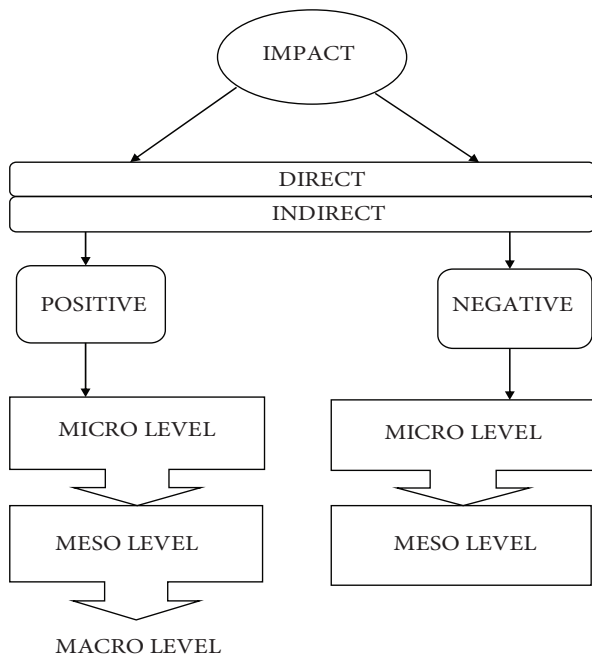 IMPACT
DIRECT
INDIRECT
POSITIVE
NEGATIVE
MICRO LEVEL
MICRO LEVEL
MESO LEVEL
MESO LEVEL
MACRO LEVEL